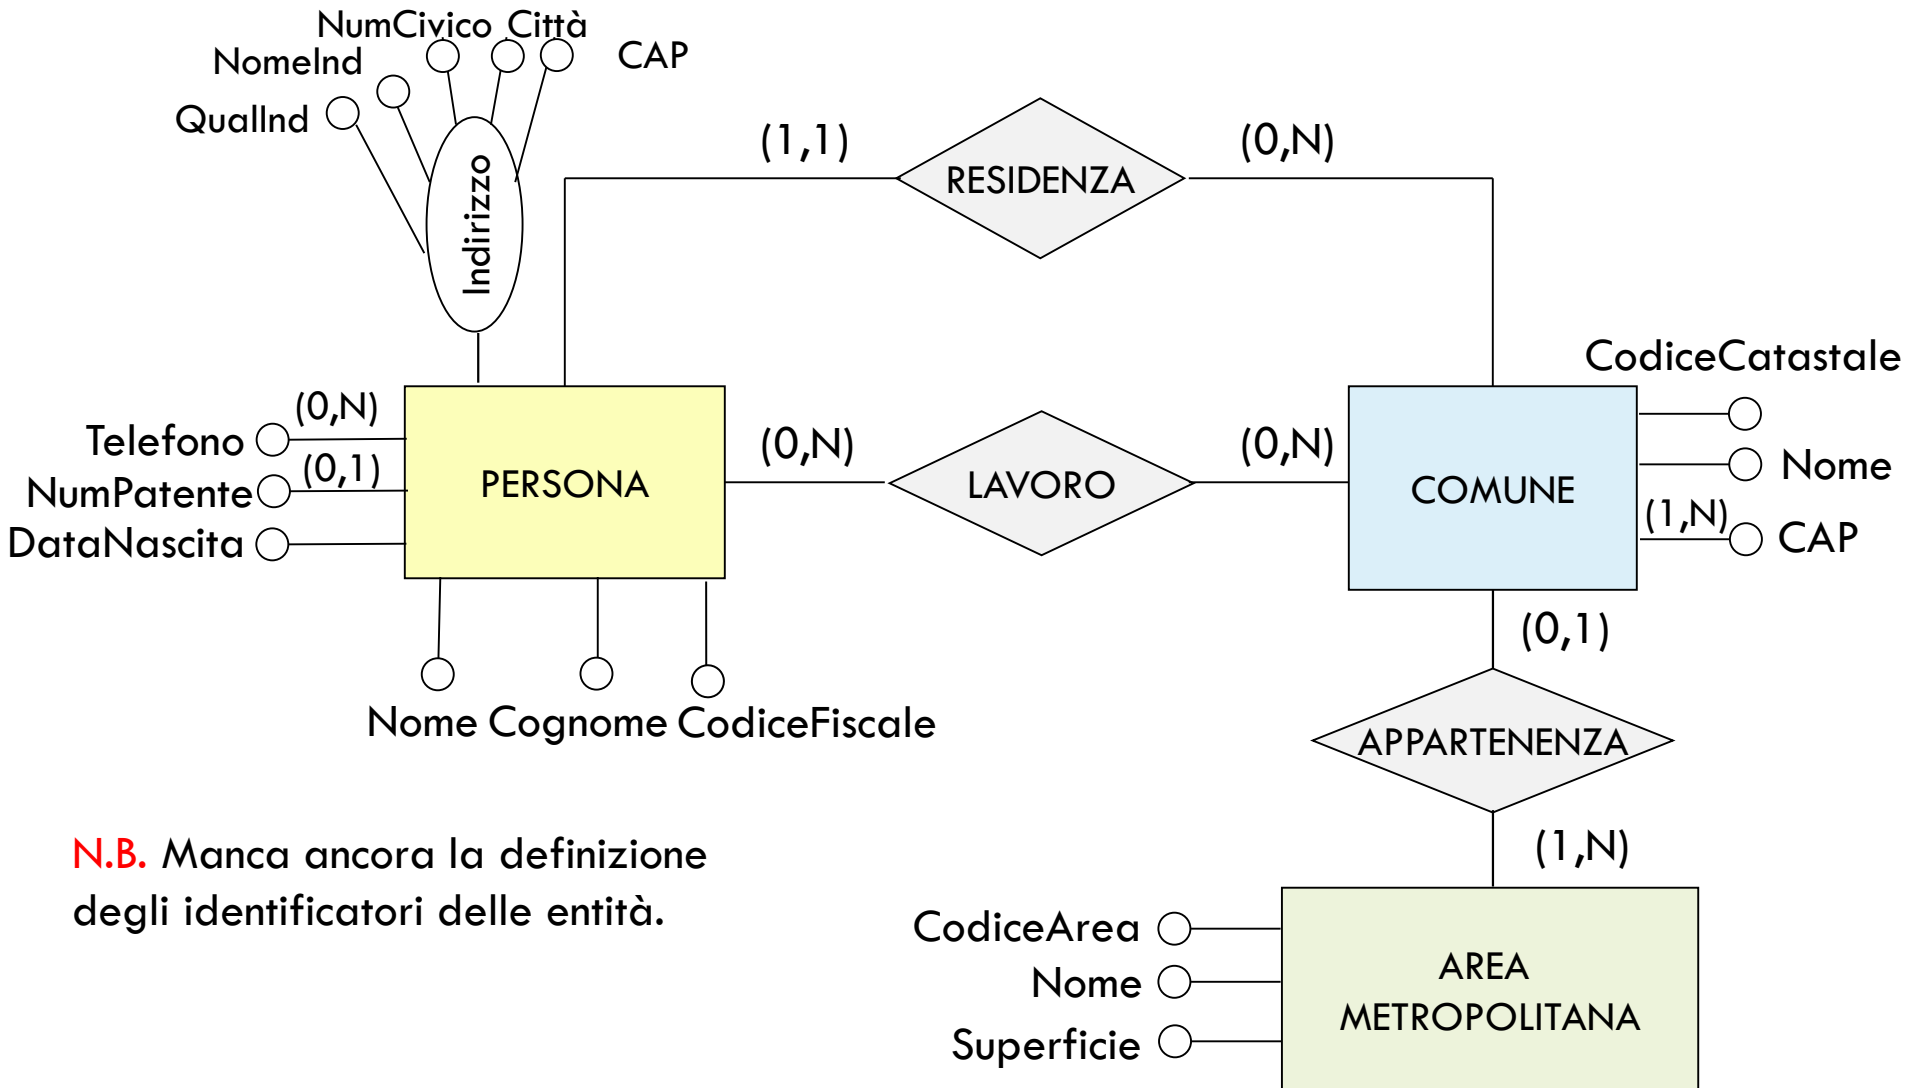 NumCivico Città
NomeInd
CAP
QualInd
Indirizzo
(1,1)
RESIDENZA
(0,N)
CodiceCatastale
Telefono (0,N)
NumPatente (0,1)
DataNascita
PERSONA
(0,N)
LAVORO
(0,N)
COMUNE
Nome
(1,N) CAP
(0,1)
Nome Cognome CodiceFiscale
APPARTENENZA
(1,N)
N.B. Manca ancora la definizione
degli identificatori delle entità.
CodiceArea
Nome
Superficie
AREA
METROPOLITANA